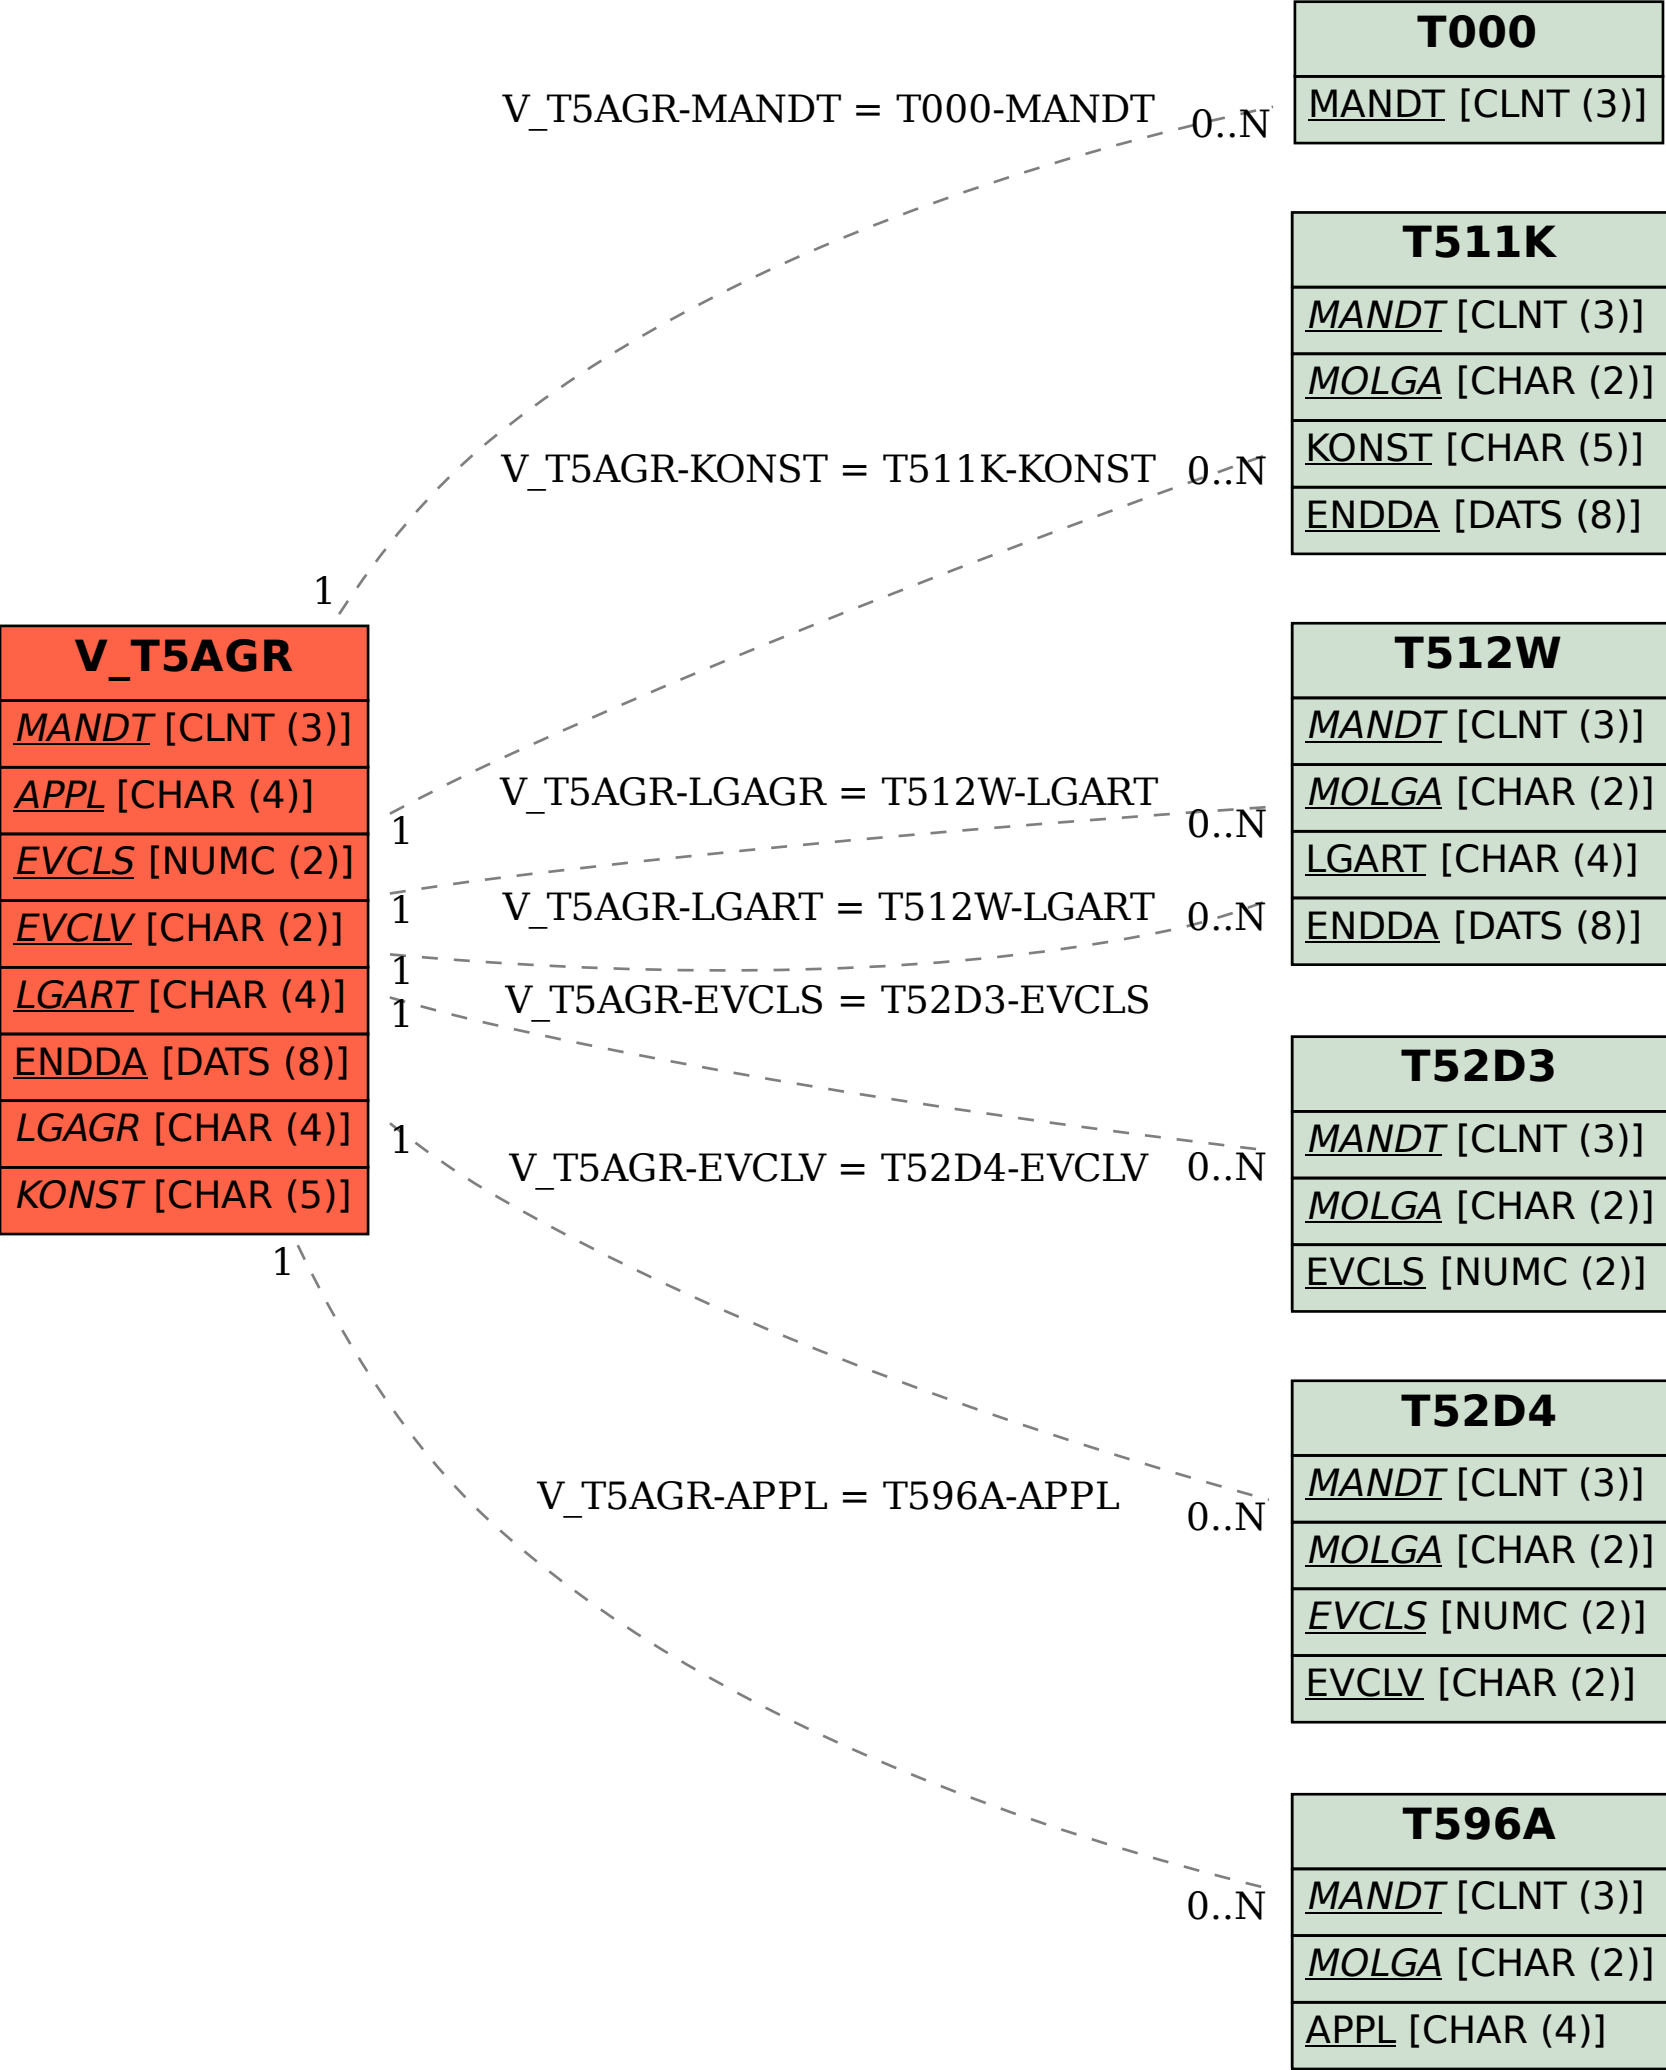 T000
MANDT [CLNT (3)]
V_T5AGR-MANDT = T000-MANDT
0..N
T511K
MANDT [CLNT (3)]
MOLGA [CHAR (2)]
KONST [CHAR (5)]
ENDDA [DATS (8)]
V_T5AGR-KONST = T511K-KONST
0..N
1
V_T5AGR
MANDT [CLNT (3)]
APPL [CHAR (4)]
EVCLS [NUMC (2)]
EVCLV [CHAR (2)]
LGART [CHAR (4)]
ENDDA [DATS (8)]
LGAGR [CHAR (4)]
KONST [CHAR (5)]
1
1
1
1
1
1
V_T5AGR-LGAGR = T512W-LGART
0..N
V_T5AGR-LGART = T512W-LGART
0..N
T512W
MANDT [CLNT (3)]
MOLGA [CHAR (2)]
LGART [CHAR (4)]
ENDDA [DATS (8)]
V_T5AGR-EVCLS = T52D3-EVCLS
0..N
T52D3
MANDT [CLNT (3)]
MOLGA [CHAR (2)]
EVCLS [NUMC (2)]
V_T5AGR-EVCLV = T52D4-EVCLV
0..N
T52D4
MANDT [CLNT (3)]
MOLGA [CHAR (2)]
EVCLS [NUMC (2)]
EVCLV [CHAR (2)]
V_T5AGR-APPL = T596A-APPL
0..N
T596A
MANDT [CLNT (3)]
MOLGA [CHAR (2)]
APPL [CHAR (4)]